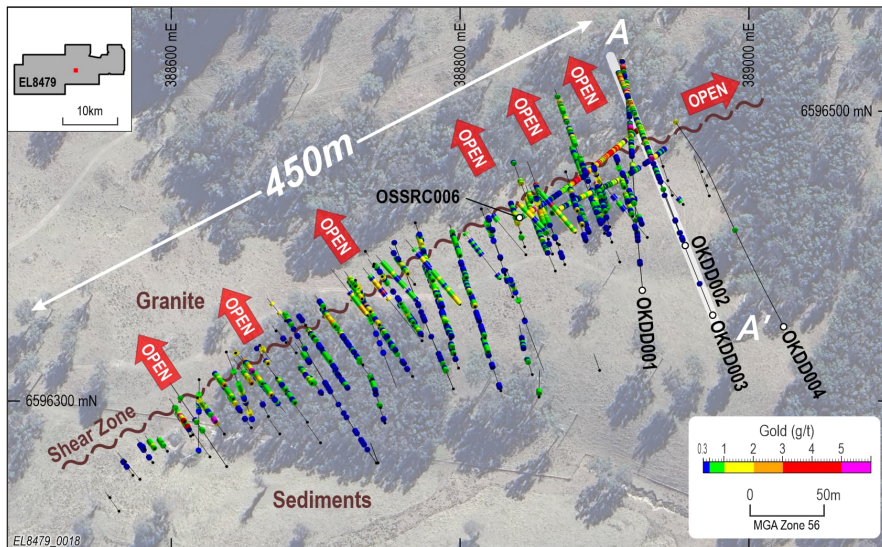 EL8479
10km
388600 mE
388800 mE
389000 mE
6596500 mN
A
OPEN
OPEN
OPEN
OPEN
450m
OSSRC006
OPEN
Granite
OKDD002
A'
OPEN
OKDD001
OKDD003
OKDD004
OPEN
6596300 mN
Shear Zone
Sediments
Gold (g/t)
0.3 1 2 3 4 5
0 50m
MGA Zone 56
EL8479_0018